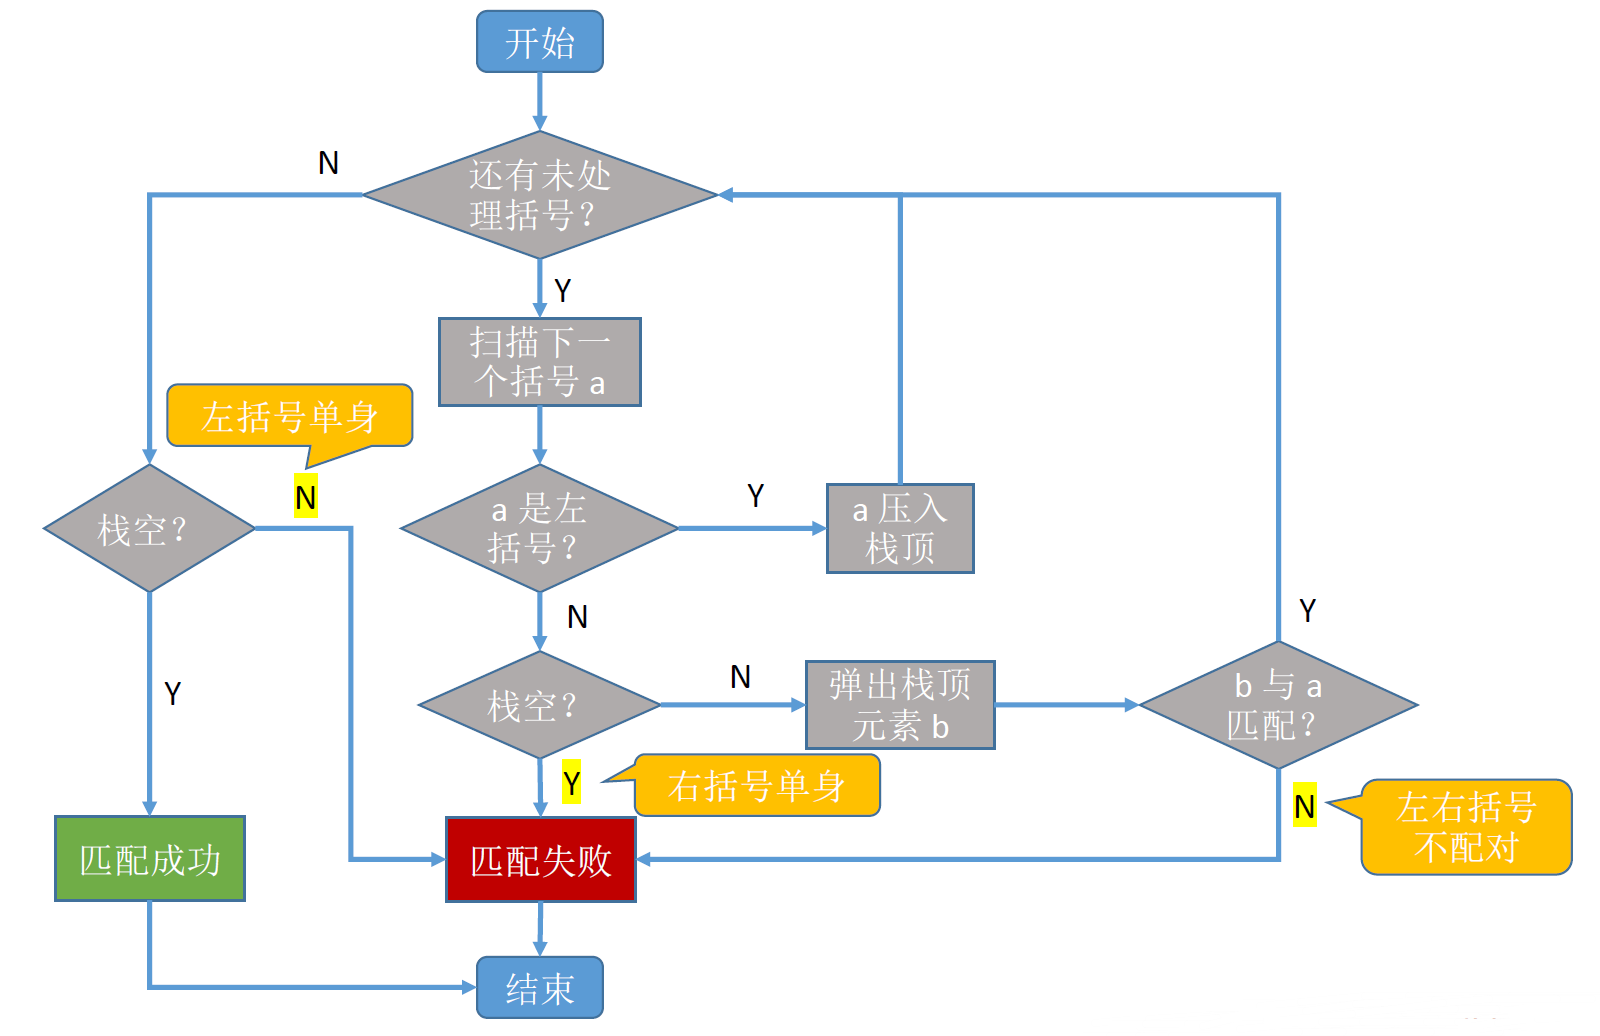 开始
N
还有未处
理括号？
Y
扫描下一
个括号 a
左括号单身
N
栈空？
a 是左
括号？
Y
a 压入
栈顶
N
Y
栈空？
N
弹出栈顶
元素 b
b 与 a
匹配？
Y
Y
右括号单身
N
左右括号
不配对
匹配成功
匹配失败
结束